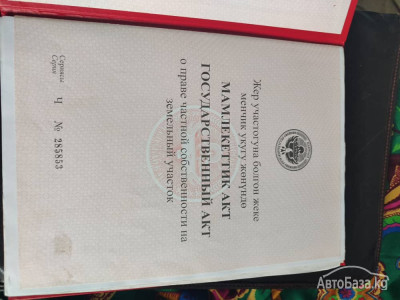 Жер участогуна болгон жеке
менчик укугу жөнүндө
МАМЛЕКЕТТИК АКТ
ГОСУДАРСТВЕННЫЙ АКТ
о праве частной собственности на
земельный участок
Сериясы
Серия
Ч № 285853
АвтоБаза.kg